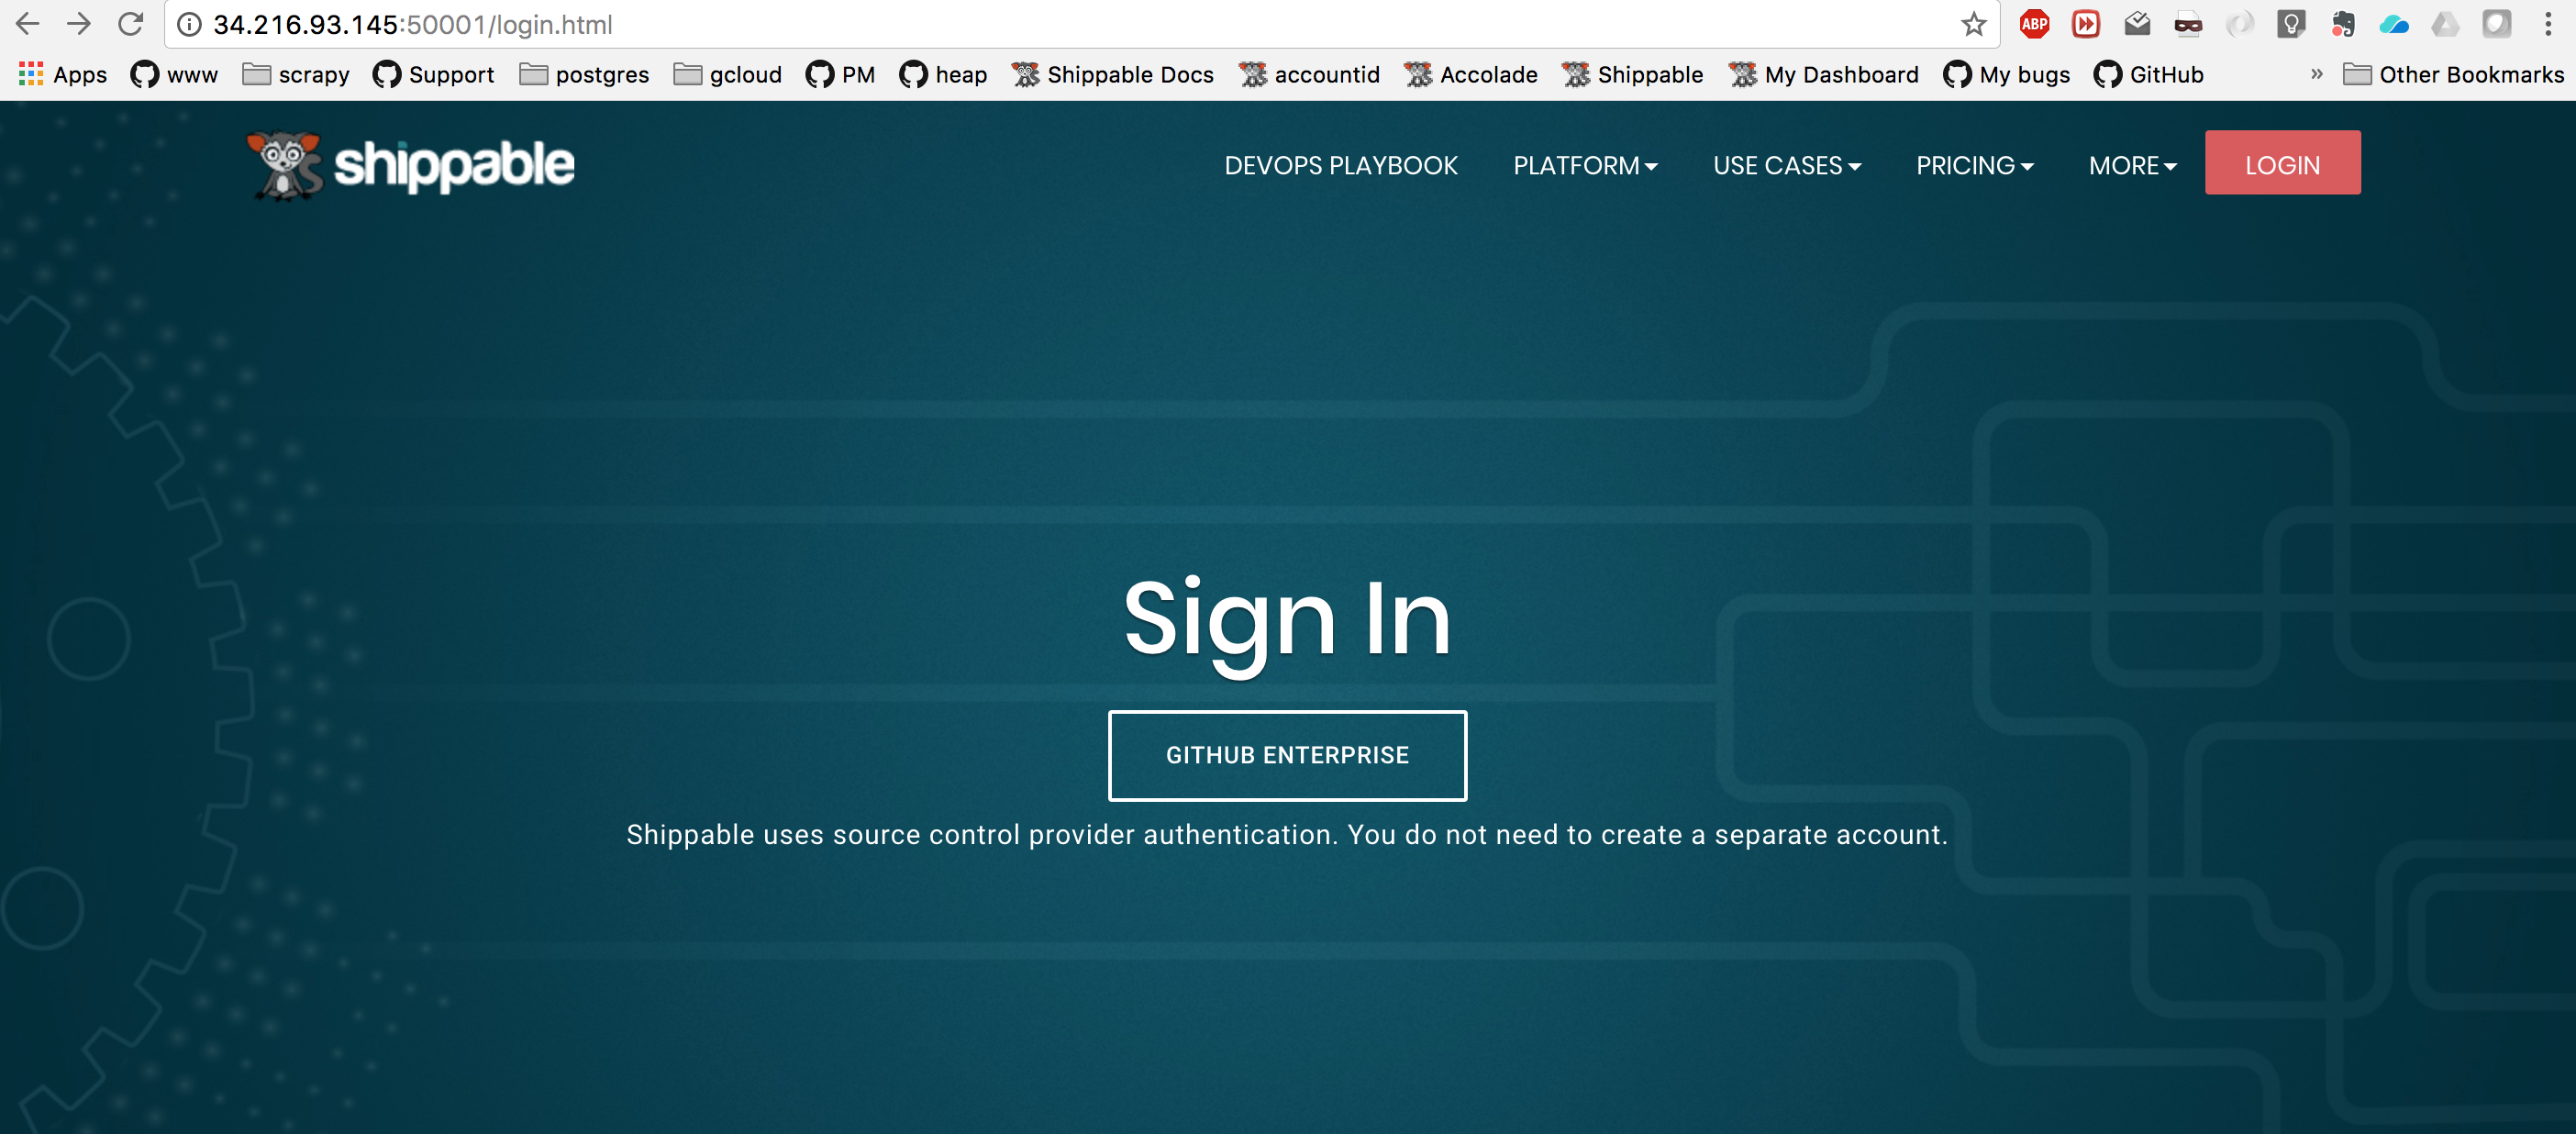 34.216.93.145:50001/login.html
ABP
Apps www scrapy Support postgres gcloud PM heap Shippable Docs accountid Accolade Shippable My Dashboard My bugs GitHub » Other Bookmarks
shippable DEVOPS PLAYBOOK PLATFORM USE CASES PRICING MORE LOGIN
Sign In
GITHUB ENTERPRISE
Shippable uses source control provider authentication. You do not need to create a separate account.